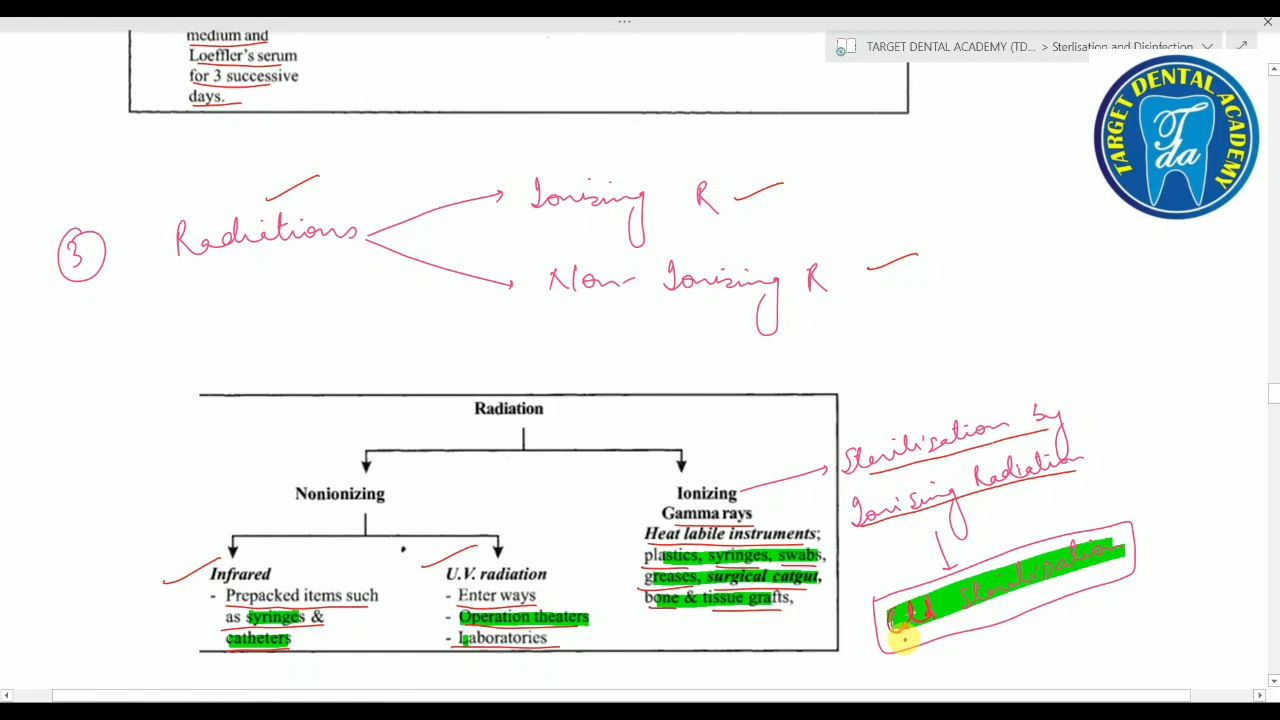 medium and
Loeffler's serum
for 3 successive
days.
TARGET DENTAL ACADEMY (TD... > Sterlisation and Disinfection
TARGET DENTAL ACADEMY
Tda
3
Radiations
Ionizing R
Non-Ionizing R
Radiation
Nonionizing
Ionizing
Gamma rays
Heat labile instruments;
plastics, syringes, swabs,
greases, surgical catgut,
bone & tissue grafts,
Infrared
- Prepacked items such
as syringes &
catheters
U.V. radiation
- Enter ways
- Operation theaters
- Laboratories
Sterilisation by
Ionising Radiation
Cold Sterilization